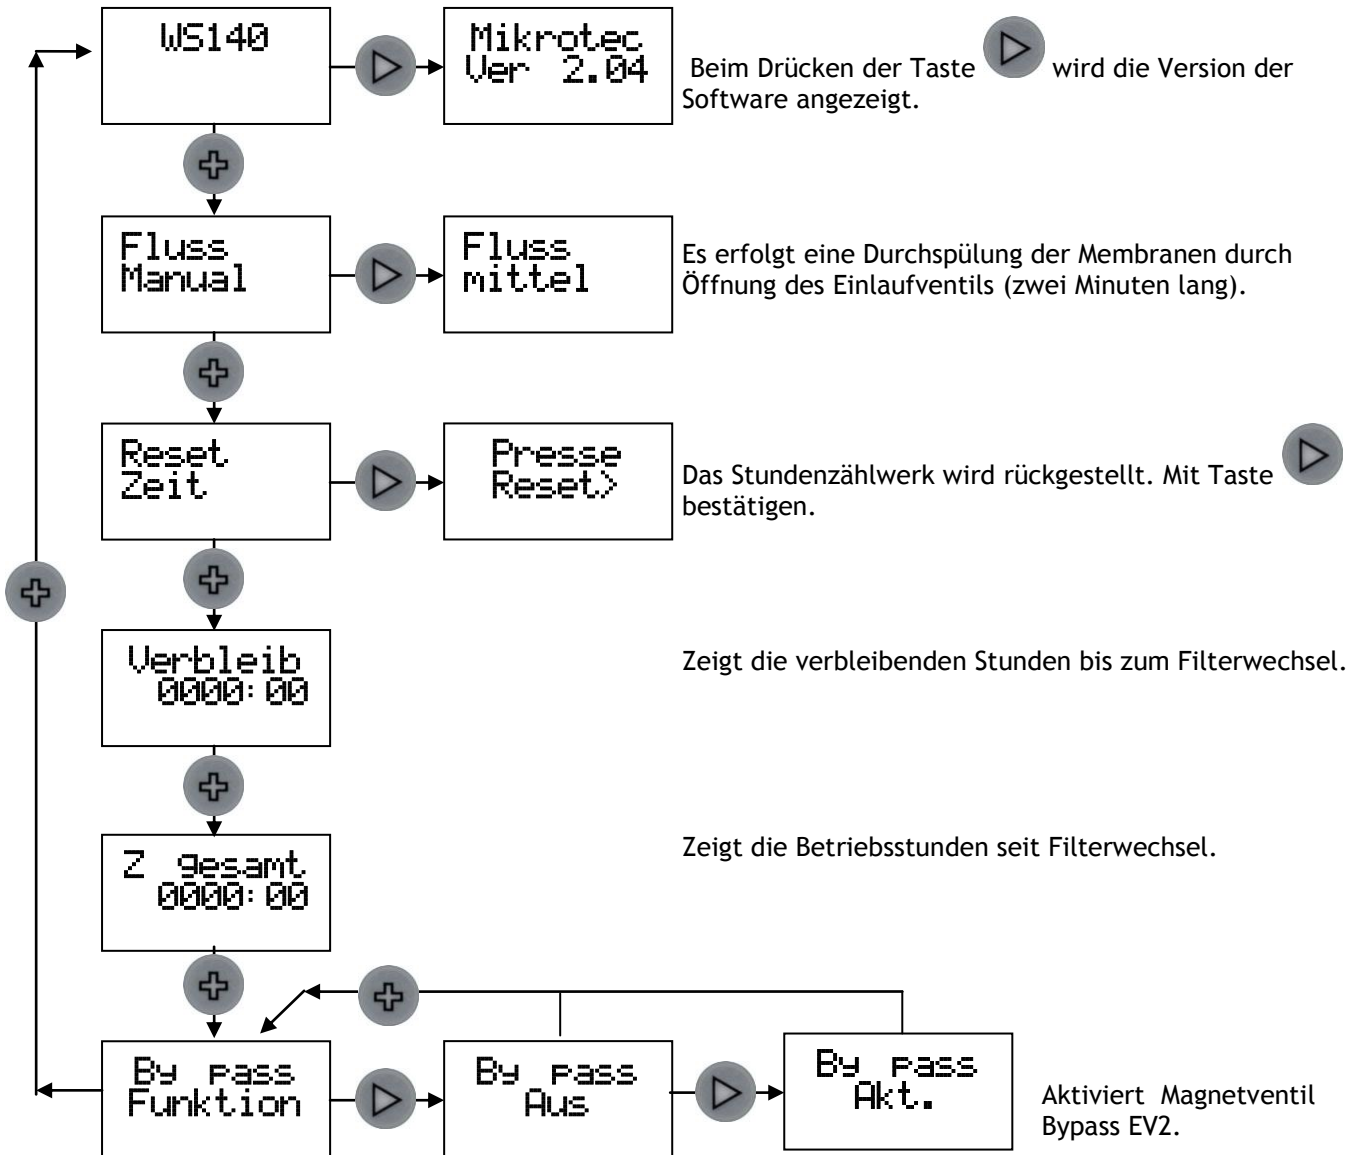 WS140
Mikrotec
Ver 2.04
Beim Drücken der Taste wird die Version der
Software angezeigt.
Fluss
Manual
Fluss
mittel
Es erfolgt eine Durchspülung der Membranen durch
Öffnung des Einlaufventils (zwei Minuten lang).
Reset
Zeit
Presse
Reset>
Das Stundenzählwerk wird rückgestellt. Mit Taste
bestätigen.
Verbleib
0000:00
Zeigt die verbleibenden Stunden bis zum Filterwechsel.
Z gesamt
0000:00
Zeigt die Betriebsstunden seit Filterwechsel.
By pass
Funktion
By pass
Aus
By pass
Akt.
Aktiviert Magnetventil
Bypass EV2.